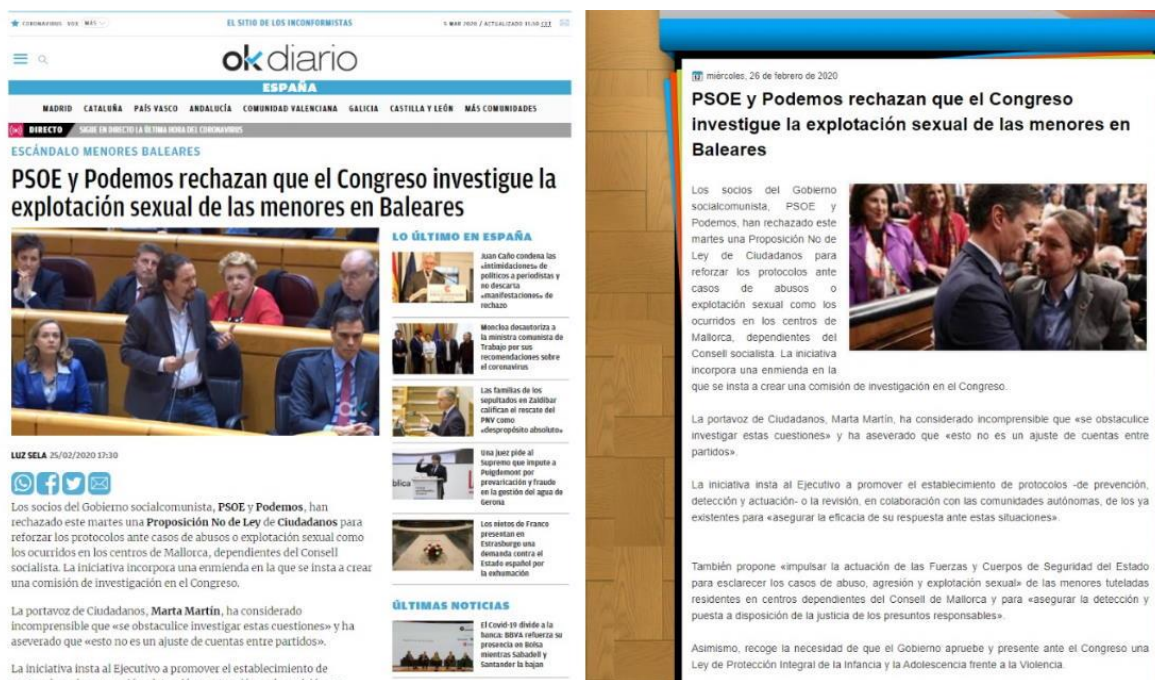 CORONAVIRUS VOX MÁS
EL SITIO DE LOS INCONFORMISTAS
5 MAR 2020 / ACTUALIZADO 15:50 CET
okdiario
ESPAÑA
MADRID CATALUÑA PAÍS VASCO ANDALUCÍA COMUNIDAD VALENCIANA GALICIA CASTILLA Y LEÓN MÁS COMUNIDADES
DIRECTO SIGUE EN DIRECTO LA ÚLTIMA HORA DEL CORONAVIRUS
ESCÁNDALO MENORES BALEARES
PSOE y Podemos rechazan que el Congreso investigue la
explotación sexual de las menores en Baleares
LUZ SELA 25/02/2020 17:30
Los socios del Gobierno socialcomunista, PSOE y Podemos, han
rechazado este martes una Proposición No de Ley de Ciudadanos para
reforzar los protocolos ante casos de abusos o explotación sexual como
los ocurridos en los centros de Mallorca, dependientes del Consell
socialista. La iniciativa incorpora una enmienda en la que se insta a crear
una comisión de investigación en el Congreso.
La portavoz de Ciudadanos, Marta Martín, ha considerado
incomprensible que «se obstaculice investigar estas cuestiones» y ha
aseverado que «esto no es un ajuste de cuentas entre partidos».
La iniciativa insta al Ejecutivo a promover el establecimiento de
LO ÚLTIMO EN ESPAÑA
Juan Caño condena las
«intimidaciones» de
políticos a periodistas y
no descarta
«manifestaciones» de
rechazo
Moncloa desautoriza a
la ministra comunista de
Trabajo por sus
recomendaciones sobre
el coronavirus
Las familias de los
sepultados en Zaldibar
califican el rescate del
PNV como
«despropósito absoluto»
Una juez pide al
Supremo que impute a
Puigdemont por
prevaricación y fraude
en la gestión del agua de
Gerona
Los nietos de Franco
presentan en
Estrasburgo una
demanda contra el
Estado español por
la exhumación
ÚLTIMAS NOTICIAS
El Covid-19 divide a la
banca: BBVA refuerza su
presencia en Bolsa
mientras Sabadell y
Santander la bajan
miércoles, 26 de febrero de 2020
PSOE y Podemos rechazan que el Congreso
investigue la explotación sexual de las menores en
Baleares
Los socios del Gobierno
socialcomunista, PSOE y
Podemos, han rechazado este
martes una Proposición No de
Ley de Ciudadanos para
reforzar los protocolos ante
casos de abusos o
explotación sexual como los
ocurridos en los centros de
Mallorca, dependientes del
Consell socialista. La iniciativa
incorpora una enmienda en la
que se insta a crear una comisión de investigación en el Congreso.
La portavoz de Ciudadanos, Marta Martín, ha considerado incomprensible que «se obstaculice
investigar estas cuestiones» y ha aseverado que «esto no es un ajuste de cuentas entre
partidos».
La iniciativa insta al Ejecutivo a promover el establecimiento de protocolos -de prevención,
detección y actuación- o la revisión, en colaboración con las comunidades autónomas, de los ya
existentes para «asegurar la eficacia de su respuesta ante estas situaciones».
También propone «impulsar la actuación de las Fuerzas y Cuerpos de Seguridad del Estado
para esclarecer los casos de abuso, agresión y explotación sexual» de las menores tuteladas
residentes en centros dependientes del Consell de Mallorca y para «asegurar la detección y
puesta a disposición de la justicia de los presuntos responsables».
Asimismo, recoge la necesidad de que el Gobierno apruebe y presente ante el Congreso una
Ley de Protección Integral de la Infancia y la Adolescencia frente a la Violencia.